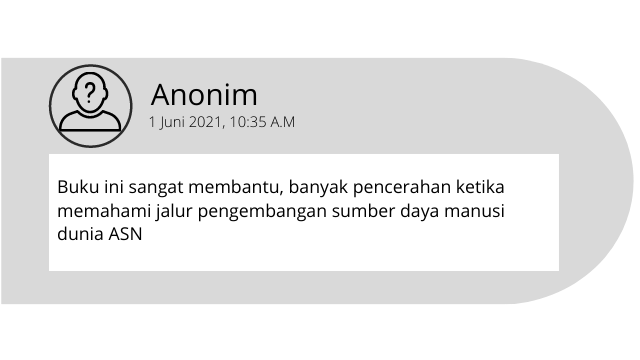 ?
Anonim
1 Juni 2021, 10:35 A.M
Buku ini sangat membantu, banyak pencerahan ketika
memahami jalur pengembangan sumber daya manusi
dunia ASN